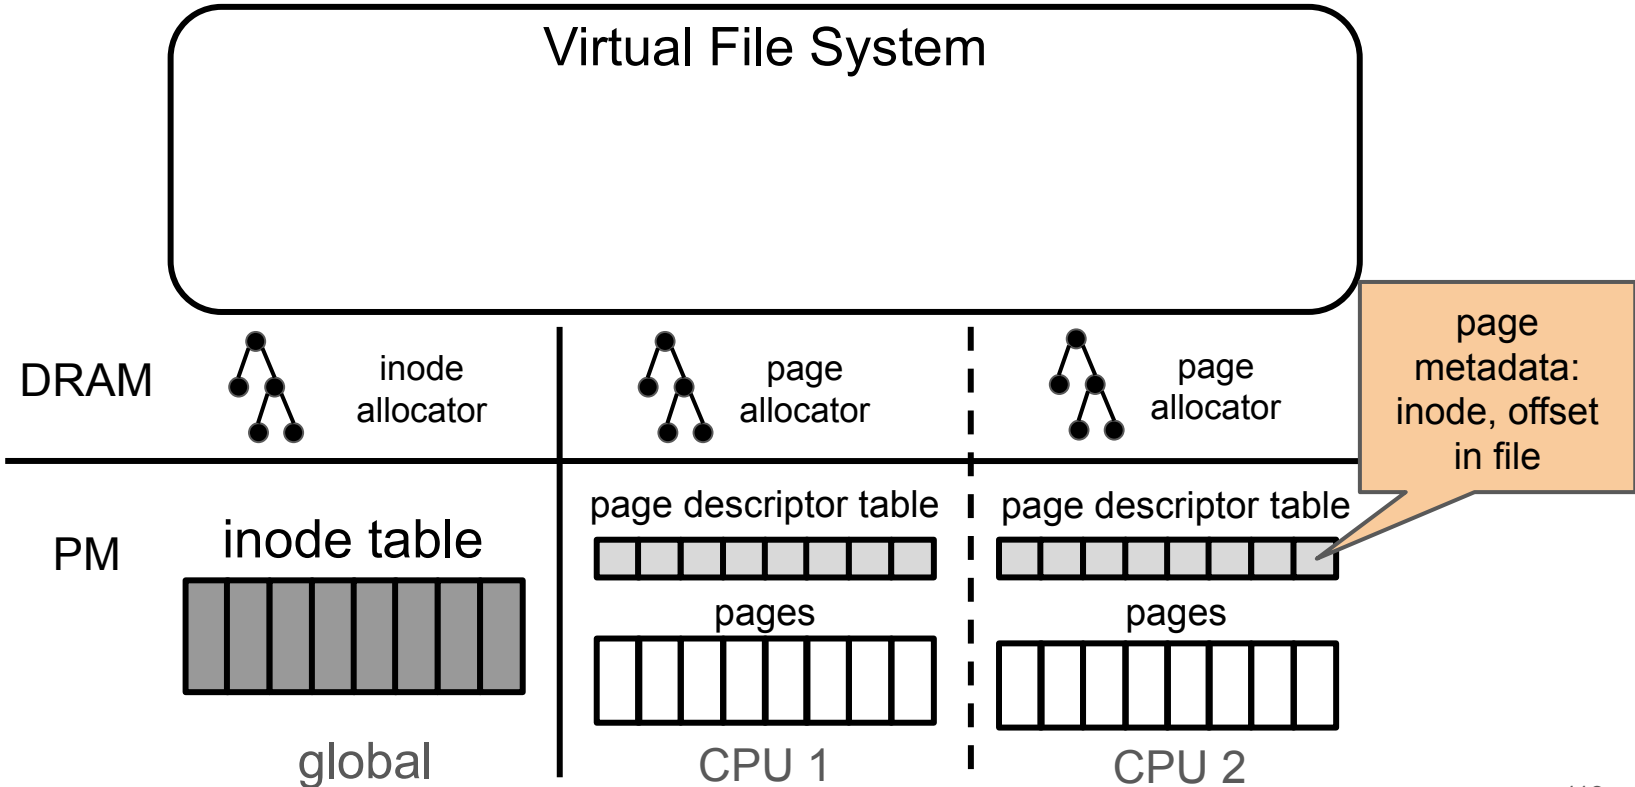 Virtual File System
DRAM
inode
allocator
page
allocator
page
allocator
page
metadata:
inode, offset
in file
PM
inode table
page descriptor table
pages
page descriptor table
pages
global
CPU 1
CPU 2